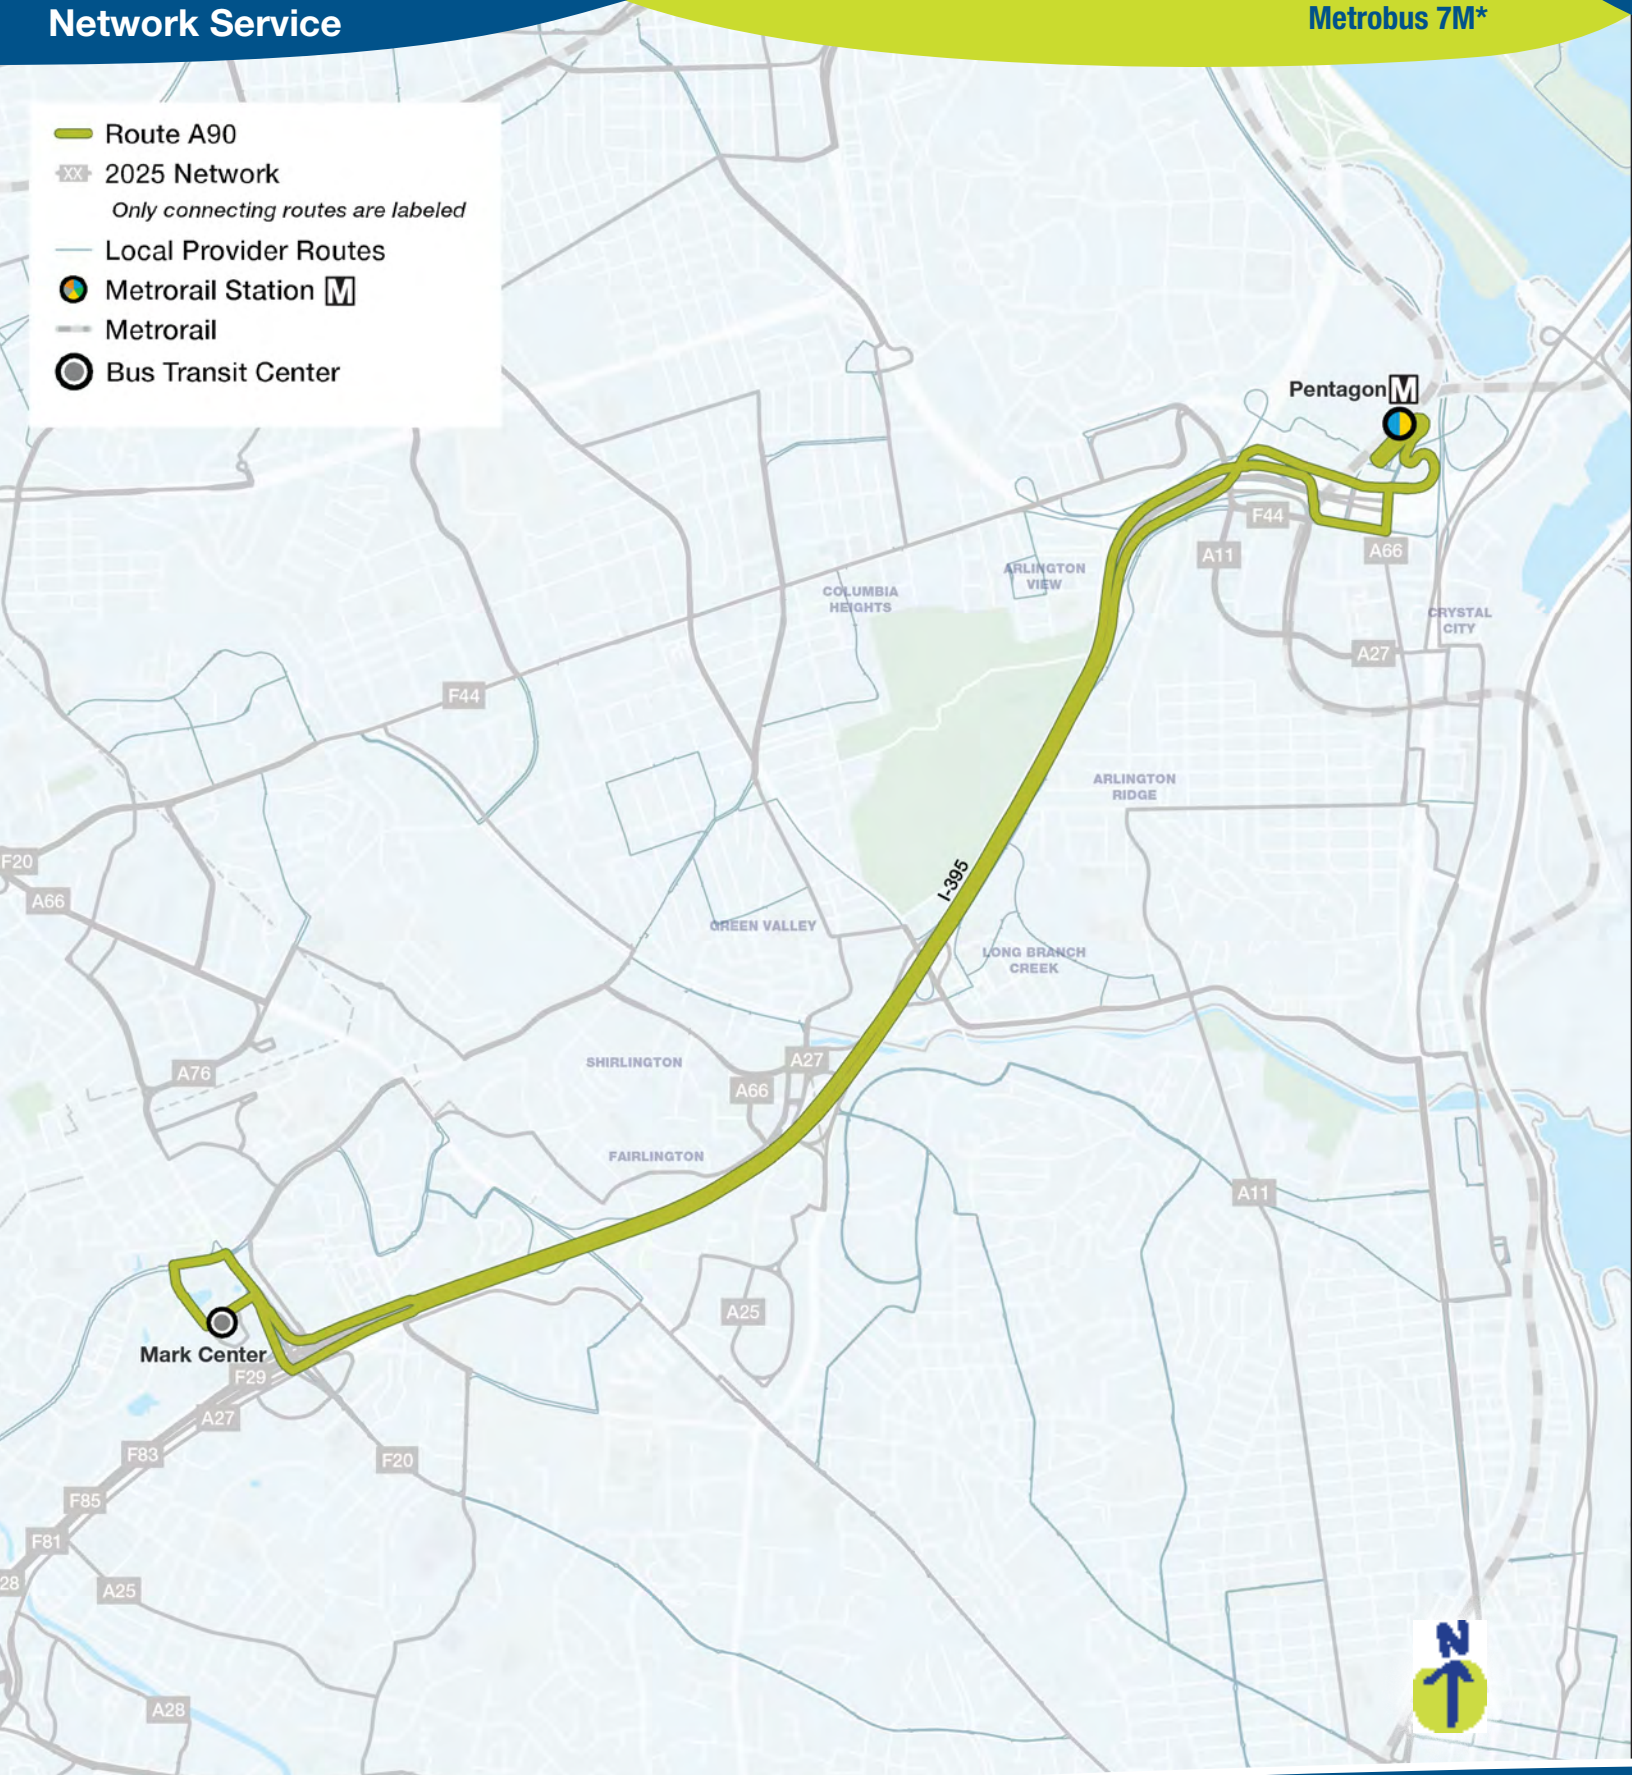 Network Service
Metrobus 7M*
Route A90
XX
2025 Network
Only connecting routes are labeled
Local Provider Routes
Metrorail Station M
Metrorail
Bus Transit Center
Pentagon M
F44
A11
A66
ARLINGTON
VIEW
COLUMBIA
HEIGHTS
CRYSTAL
CITY
A27
F44
ARLINGTON
RIDGE
F20
A66
I-395
GREEN VALLEY
LONG BRANCH
CREEK
SHIRLINGTON
A27
A76
A66
FAIRLINGTON
A11
A25
Mark Center
F29
A27
F83
F20
F85
F81
28
A25
A28
N